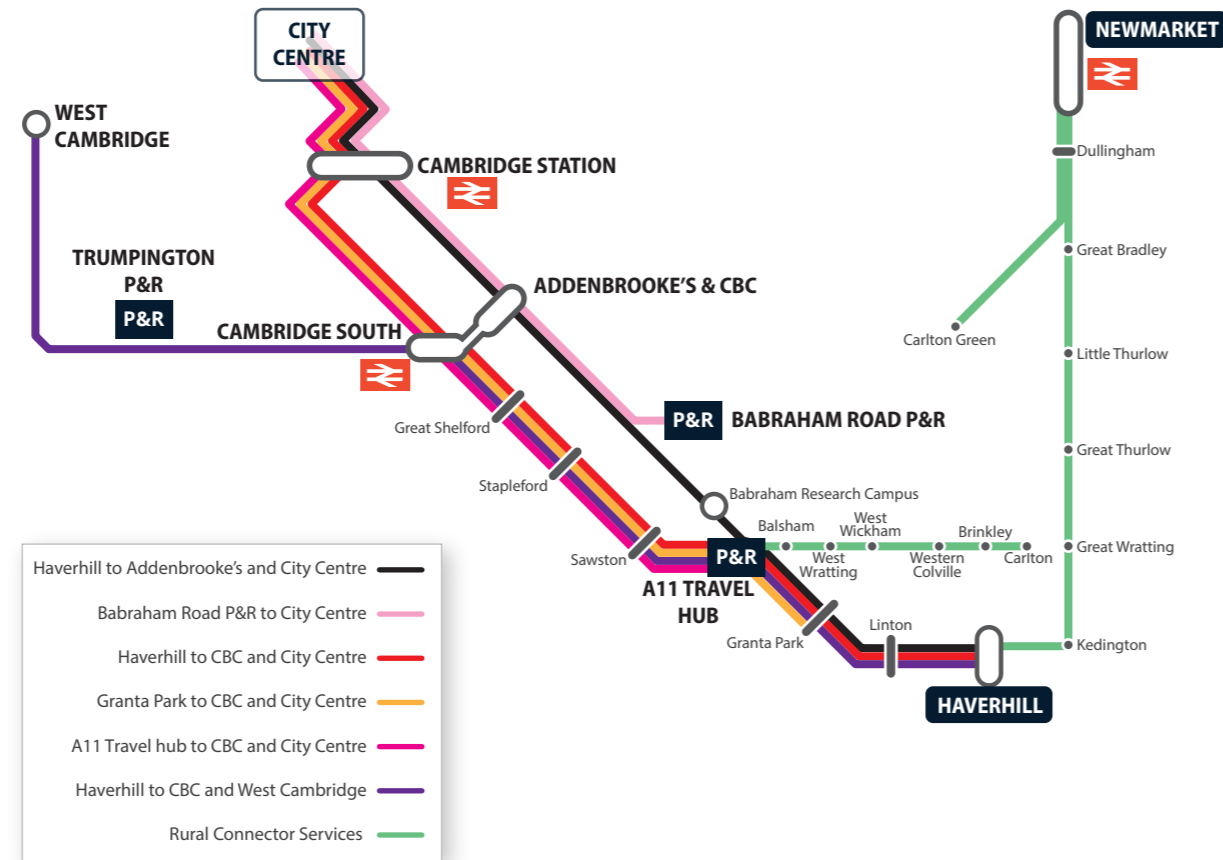 CITY
CENTRE
NEWMARKET
WEST
CAMBRIDGE
Dullingham
CAMBRIDGE STATION
Great Bradley
TRUMPINGTON
P&R
P&R
ADDENBROOKE'S & CBC
CAMBRIDGE SOUTH
Carlton Green
Little Thurlow
Great Shelford
P&R
BABRAHAM ROAD P&R
Great Thurlow
Stapleford
Babraham Research Campus
Balsham
West
Wickham
Brinkley
Sawston
P&R
West
Wratting
Western
Colville
Carlton
Great Wratting
A11 TRAVEL
HUB
Granta Park
Linton
Kedington
HAVERHILL
Haverhill to Addenbrooke's and City Centre
Babraham Road P&R to City Centre
Haverhill to CBC and City Centre
Granta Park to CBC and City Centre
A11 Travel hub to CBC and City Centre
Haverhill to CBC and West Cambridge
Rural Connector Services